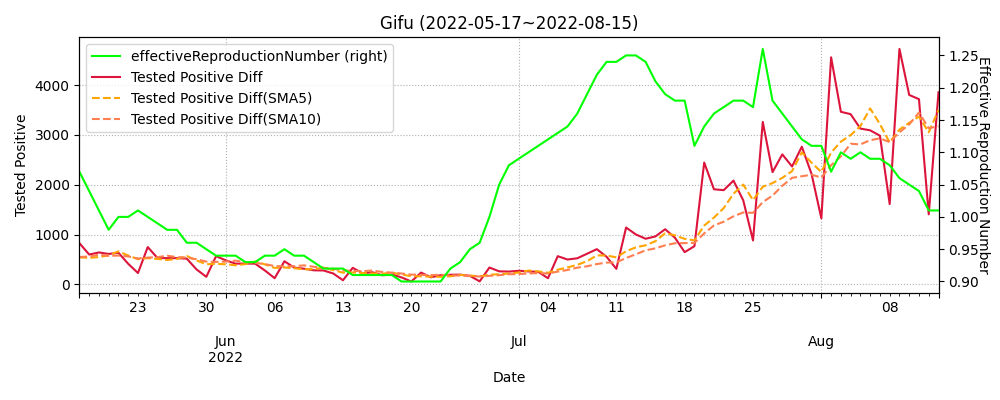 Gifu (2022-05-17~2022-08-15)
effectiveReproductionNumber (right)
Tested Positive Diff
Tested Positive Diff(SMA5)
Tested Positive Diff(SMA10)
Tested Positive
4000
3000
2000
1000
0
1.25
1.20
1.15
1.10
1.05
1.00
0.95
0.90
Effective Reproduction Number
23 30 06 13 20 27 04 11 18 25 08
Jun Jul Aug
2022
Date